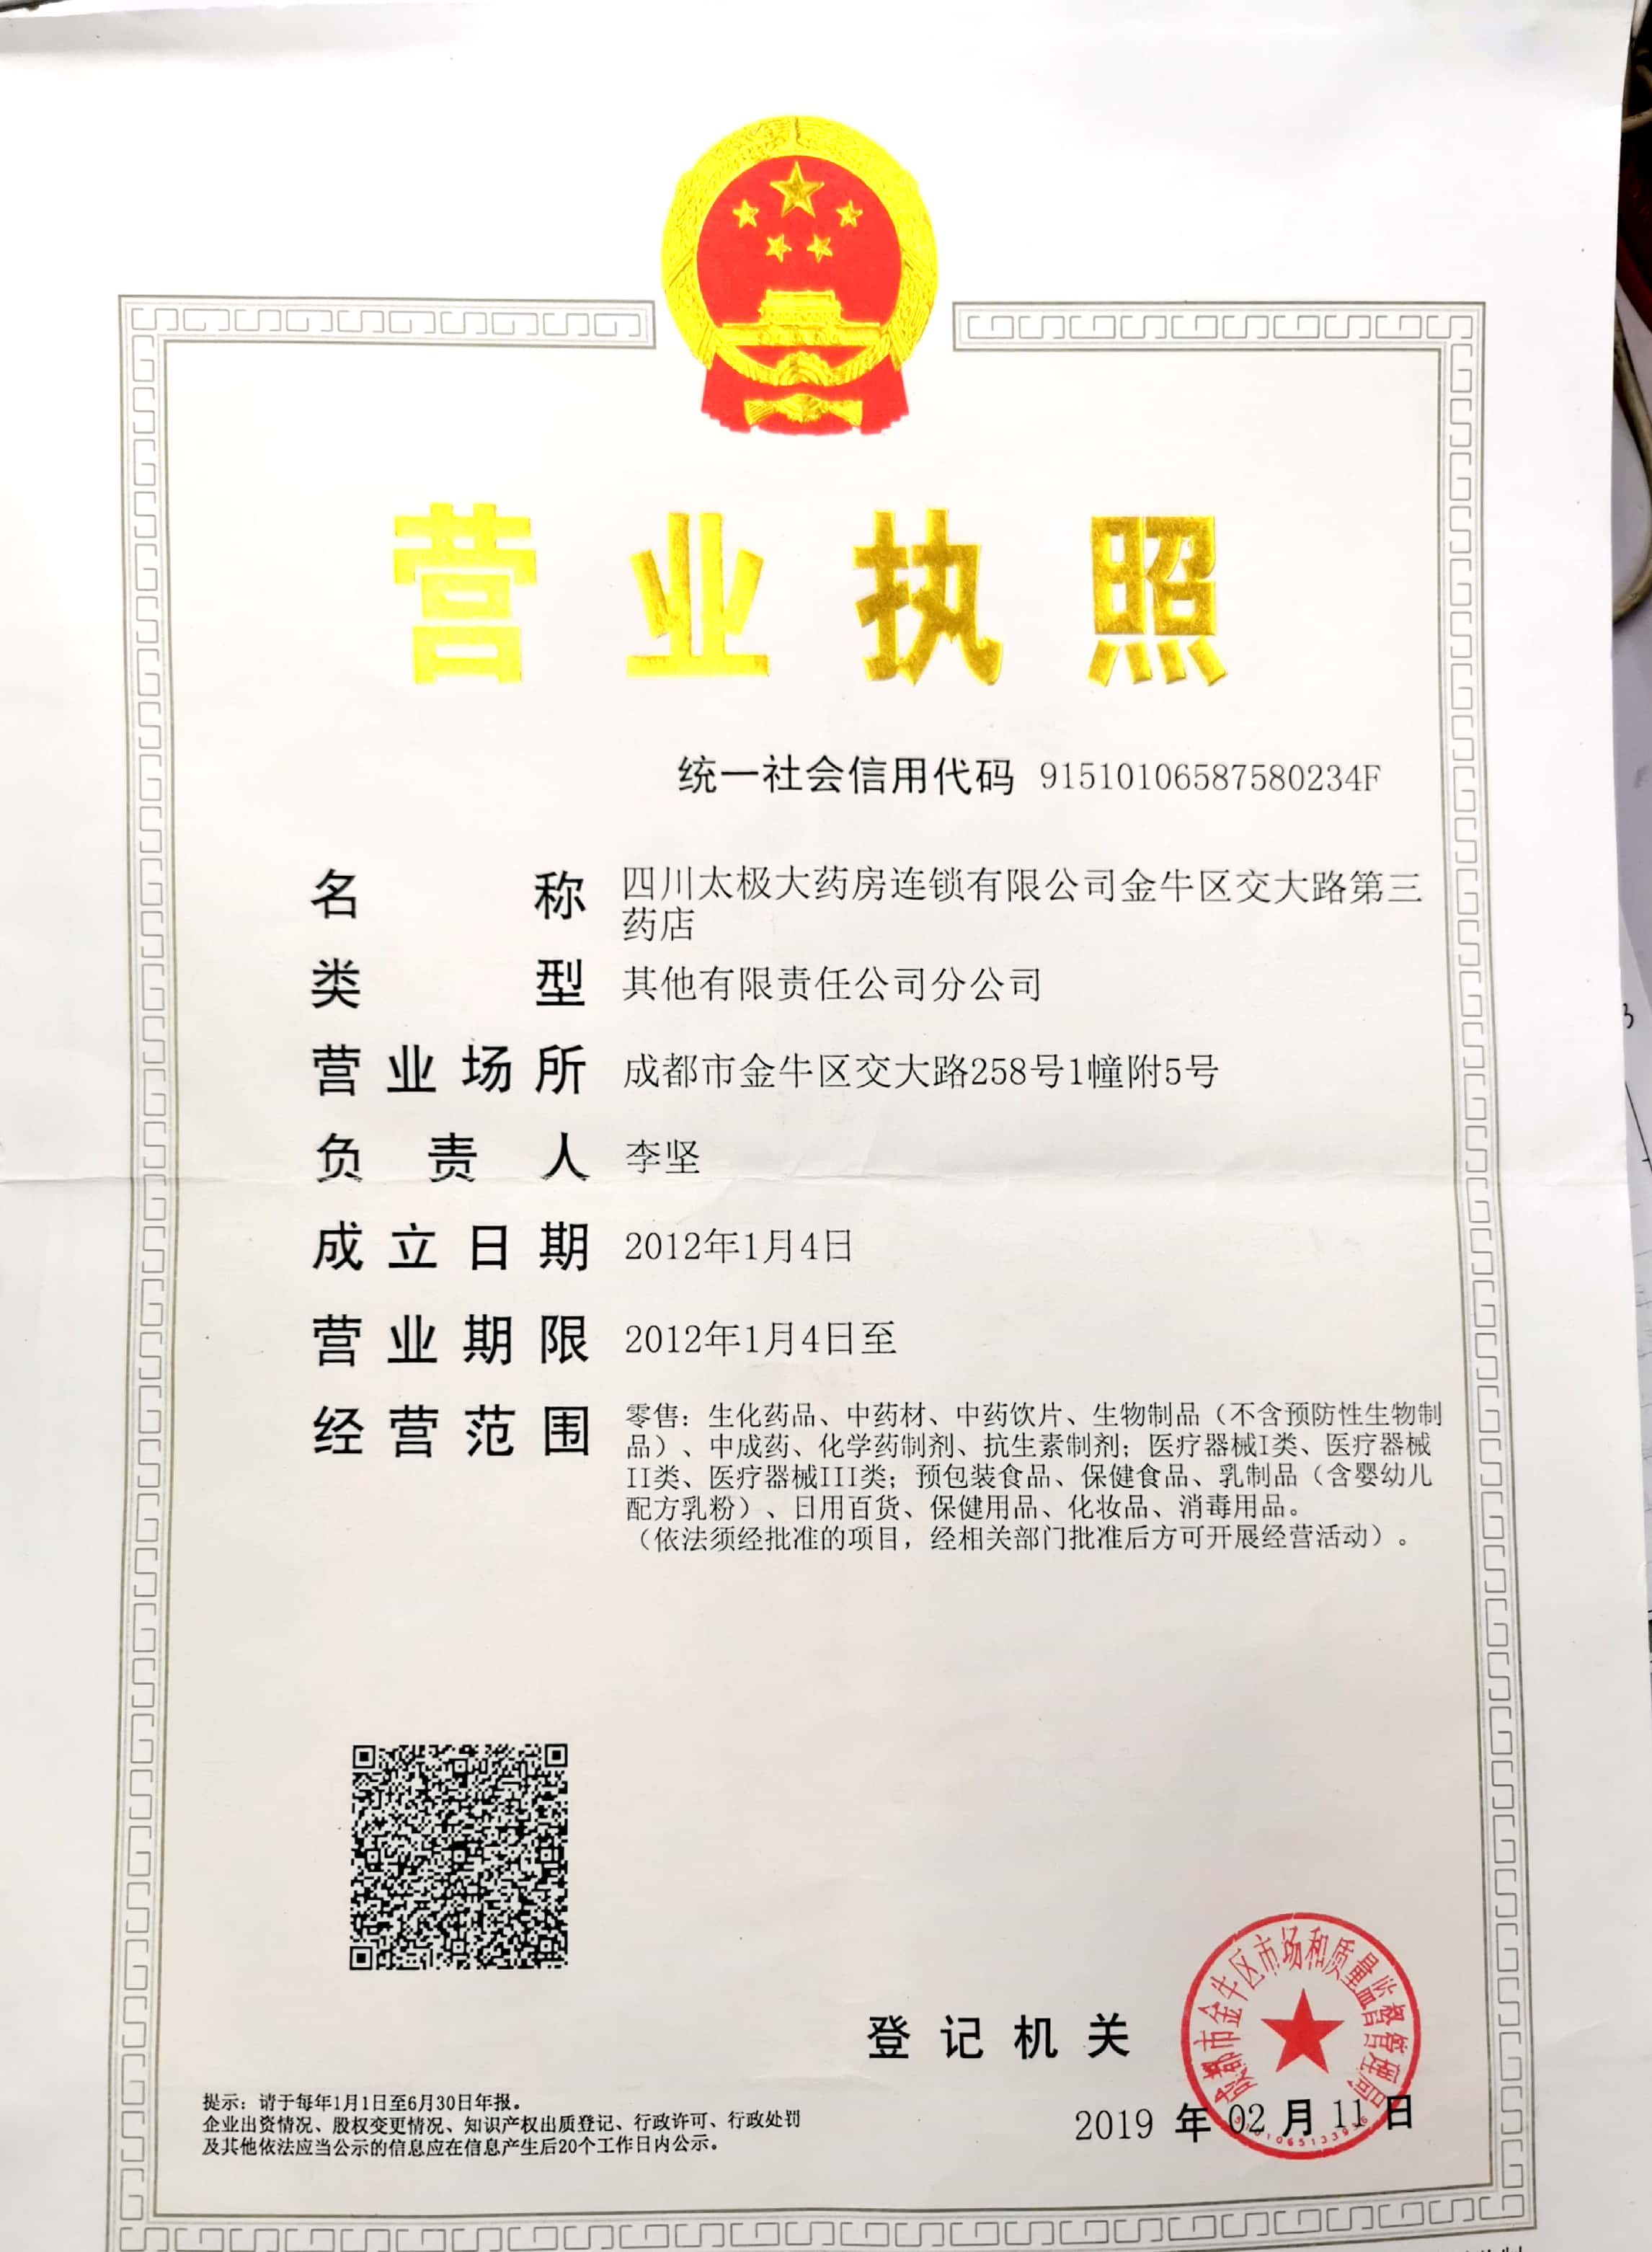 营业执照
统一社会信用代码 91510106587580234F
名称 四川太极大药房连锁有限公司金牛区交大路第三
药店
类型 其他有限责任公司分公司
营业场所 成都市金牛区交大路258号1幢附5号
负责人 李坚
成立日期 2012年1月4日
营业期限 2012年1月4日至
经营范围 零售：生化药品、中药材、中药饮片、生物制品（不含预防性生物制
品）、中成药、化学药制剂、抗生素制剂；医疗器械I类、医疗器械
II类、医疗器械III类；预包装食品、保健食品、乳制品（含婴幼儿
配方乳粉）、日用百货、保健用品、化妆品、消毒用品。
（依法须经批准的项目，经相关部门批准后方可开展经营活动）。
登记机关
成都市金牛区市场和质量监督管理局
2019 年 02 月 11 日
提示：请于每年1月1日至6月30日年报。
企业出资情况、股权变更情况、知识产权出质登记、行政许可、行政处罚
及其他依法应当公示的信息应在信息产生后20个工作日内公示。